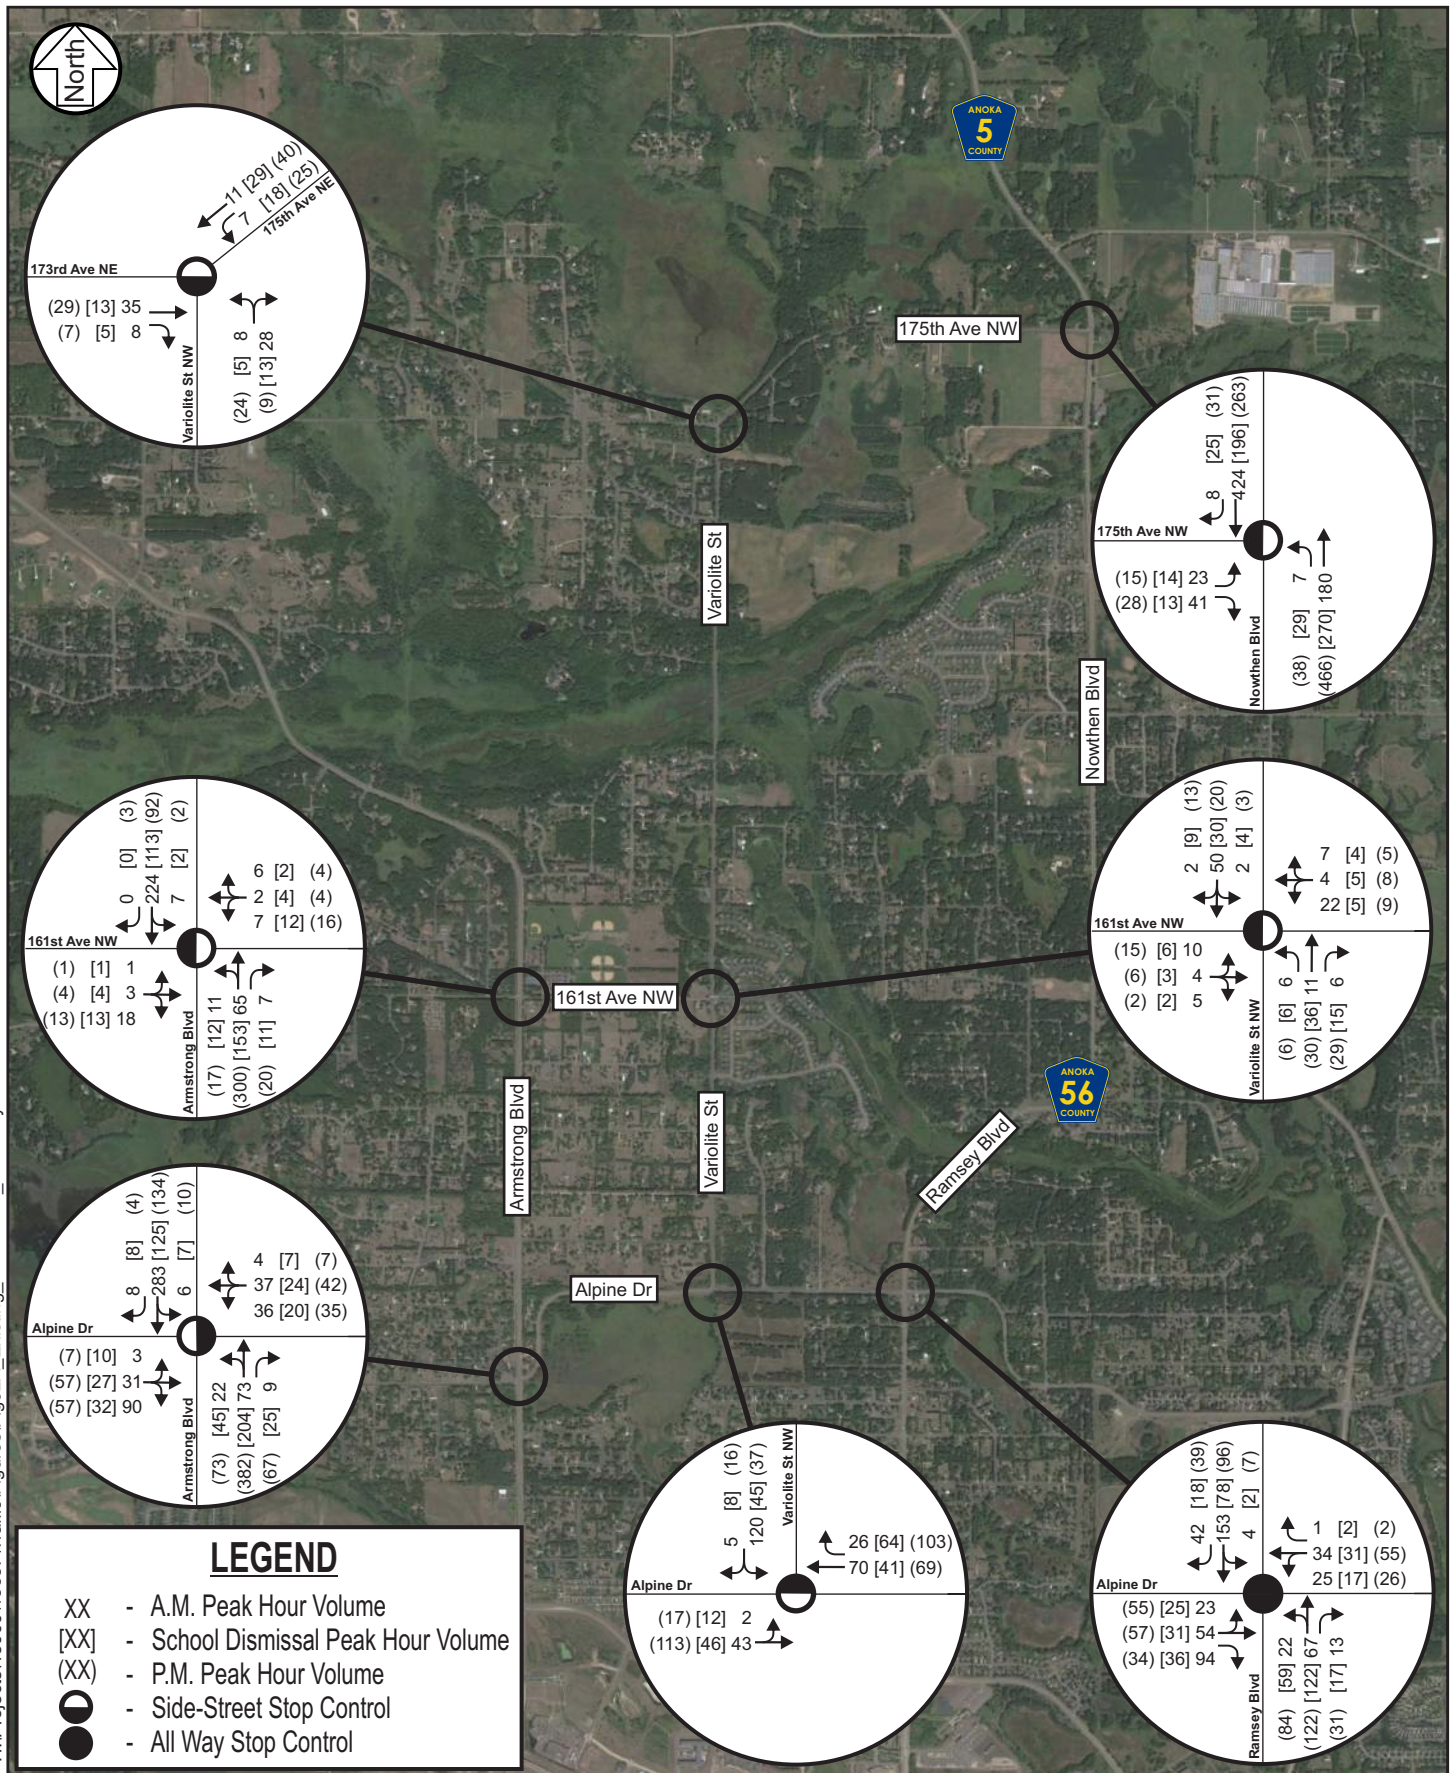 North
ANOKA
5
COUNTY
11 [29] (40)
7 [18] (25)
175th Ave NE
173rd Ave NE
(29) [13] 35
(7) [5] 8
Variolite St NW
(24) [5] 8
(9) [13] 28
175th Ave NW
8 [25] (31)
424 [196] (263)
175th Ave NW
(15) [14] 23
(28) [13] 41
Nowthen Blvd
(38) [29] 7
(466) [270] 180
Variolite St
Nowthen Blvd
0 [0] (3)
224 [113] (92)
7 [2] (2)
6 [2] (4)
2 [4] (4)
7 [12] (16)
161st Ave NW
(1) [1] 1
(4) [4] 3
(13) [13] 18
Armstrong Blvd
(17) [12] 11
(300) [153] 65
(20) [11] 7
161st Ave NW
2 [9] (13)
50 [30] (20)
2 [4] (3)
7 [4] (5)
4 [5] (8)
22 [5] (9)
161st Ave NW
(15) [6] 10
(6) [3] 4
(2) [2] 5
Variolite St NW
(6) [6] 6
(30) [36] 11
(29) [15] 6
ANOKA
56
COUNTY
Armstrong Blvd
Variolite St
Ramsey Blvd
Alpine Dr
8 [8] (4)
283 [125] (134)
6 [7] (10)
4 [7] (7)
37 [24] (42)
36 [20] (35)
Alpine Dr
(7) [10] 3
(57) [27] 31
(57) [32] 90
Armstrong Blvd
(73) [45] 22
(382) [204] 73
(67) [25] 9
5 [8] (16)
120 [45] (37)
Variolite St NW
26 [64] (103)
70 [41] (69)
Alpine Dr
(17) [12] 2
(113) [46] 43
42 [18] (39)
153 [78] (96)
4 [2] (7)
1 [2] (2)
34 [31] (55)
25 [17] (26)
Alpine Dr
(55) [25] 23
(57) [31] 54
(34) [36] 94
Ramsey Blvd
(84) [59] 22
(122) [122] 67
(31) [17] 13
LEGEND
XX - A.M. Peak Hour Volume
[XX] - School Dismissal Peak Hour Volume
(XX) - P.M. Peak Hour Volume
- Side-Street Stop Control
- All Way Stop Control